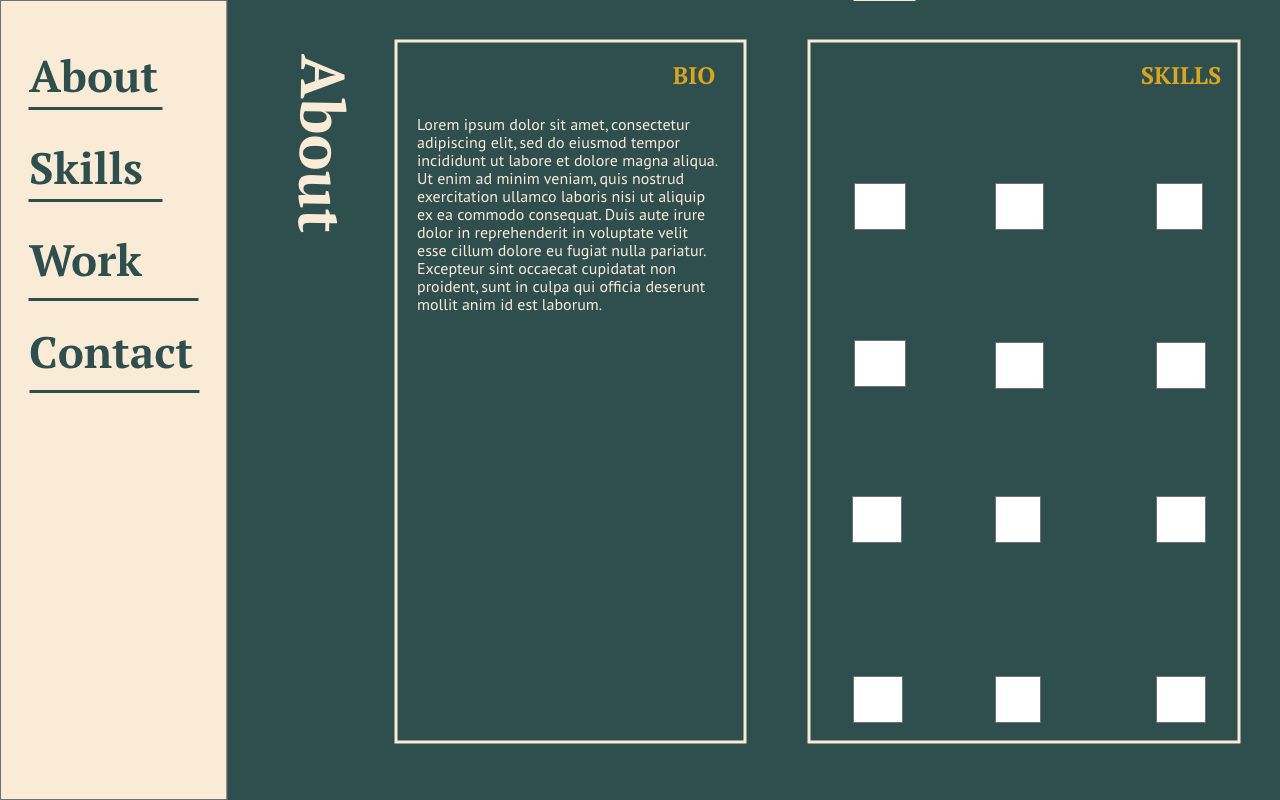 About
Skills
Work
Contact
About
BIO
Lorem ipsum dolor sit amet, consectetur
adipiscing elit, sed do eiusmod tempor
incididunt ut labore et dolore magna aliqua.
Ut enim ad minim veniam, quis nostrud
exercitation ullamco laboris nisi ut aliquip
ex ea commodo consequat. Duis aute irure
dolor in reprehenderit in voluptate velit
esse cillum dolore eu fugiat nulla pariatur.
Excepteur sint occaecat cupidatat non
proident, sunt in culpa qui officia deserunt
mollit anim id est laborum.
SKILLS